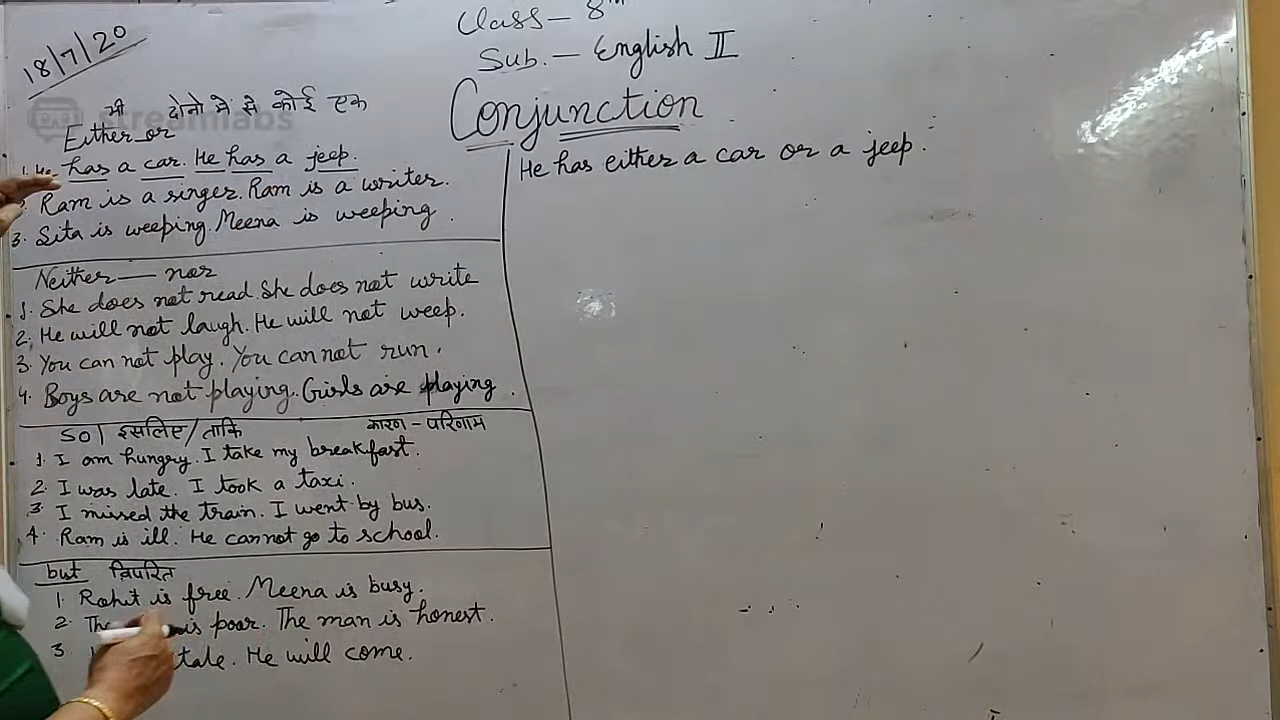 18/7/20
Class - 8th
Sub. - English II
Conjunction
भी दोनो मे से कोई एक
streamlabs
Either or
1. He has a car. He has a jeep.
Ram is a singer. Ram is a writer.
3. Sita is weeping. Meena is weeping.
He has either a car or a jeep.
Neither — nor
1. She does not read. She does not write
2. He will not laugh. He will not weep.
3. You can not play. You can not run.
4. Boys are not playing. Girls are playing.
SO | इसलिए/ताकि कारण - परिणाम
1. I am hungry. I take my breakfast.
2. I was late. I took a taxi.
3. I missed the train. I went by bus.
4. Ram is ill. He cannot go to school.
but विपरित
1. Rohit is free. Meena is busy.
2. The is poor. The man is honest.
3. He will come.